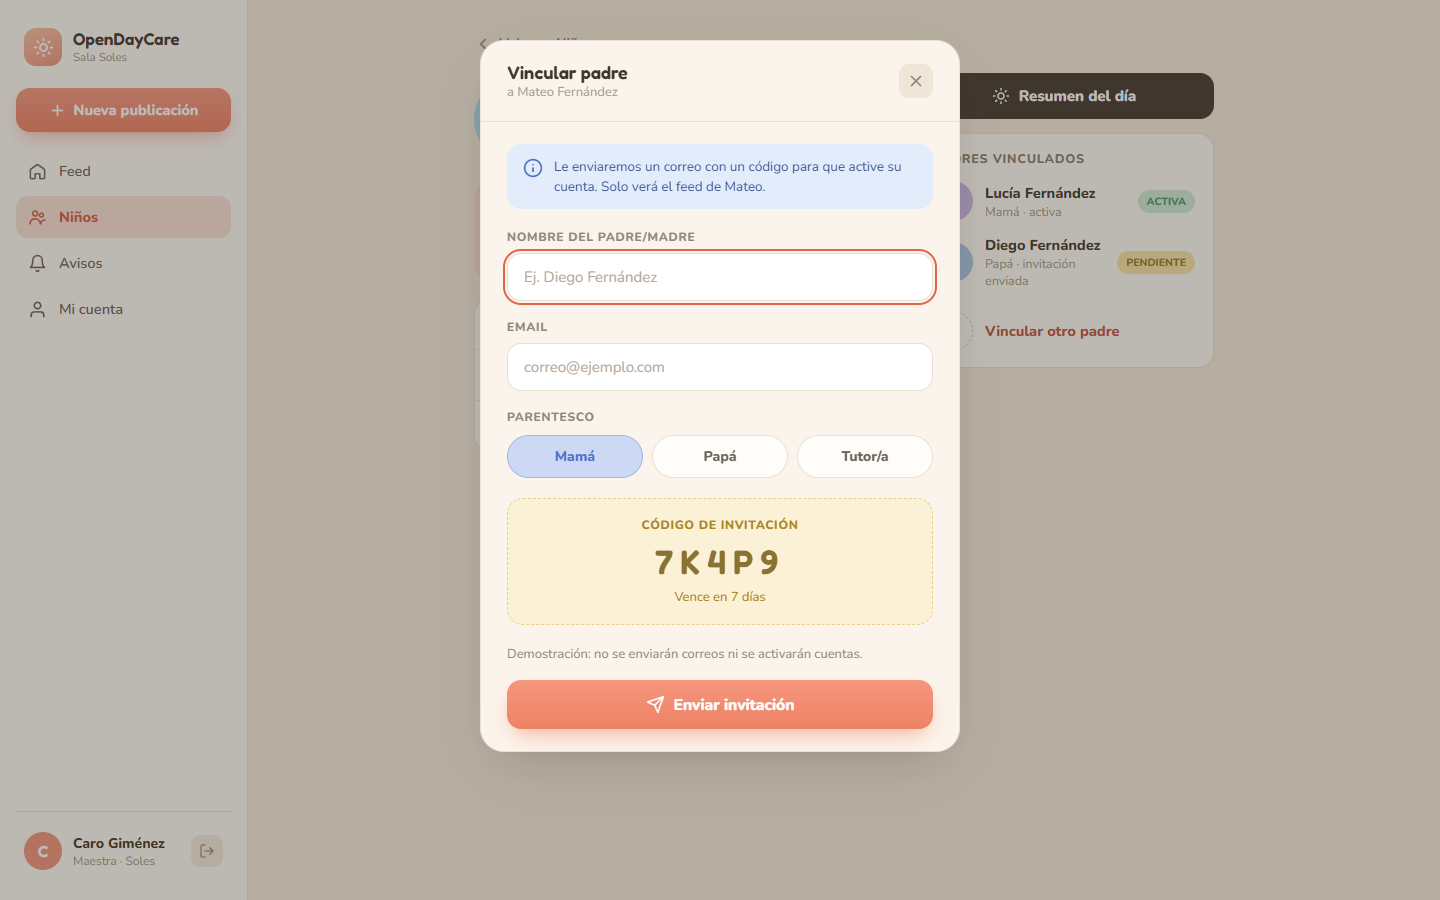 OpenDayCare
Sala Soles
Nueva publicación
Feed
Niños
Avisos
Mi cuenta
Caro Giménez
Maestra · Soles
C
Vincular padre
a Mateo Fernández
Le enviaremos un correo con un código para que active su
cuenta. Solo verá el feed de Mateo.
NOMBRE DEL PADRE/MADRE
Ej. Diego Fernández
EMAIL
correo@ejemplo.com
PARENTESCO
Mamá
Papá
Tutor/a
CÓDIGO DE INVITACIÓN
7K4P9
Vence en 7 días
Demostración: no se enviarán correos ni se activarán cuentas.
Enviar invitación
Resumen del día
VINCULADOS
Lucía Fernández
Mamá · activa
ACTIVA
Diego Fernández
Papá · invitación
enviada
PENDIENTE
Vincular otro padre